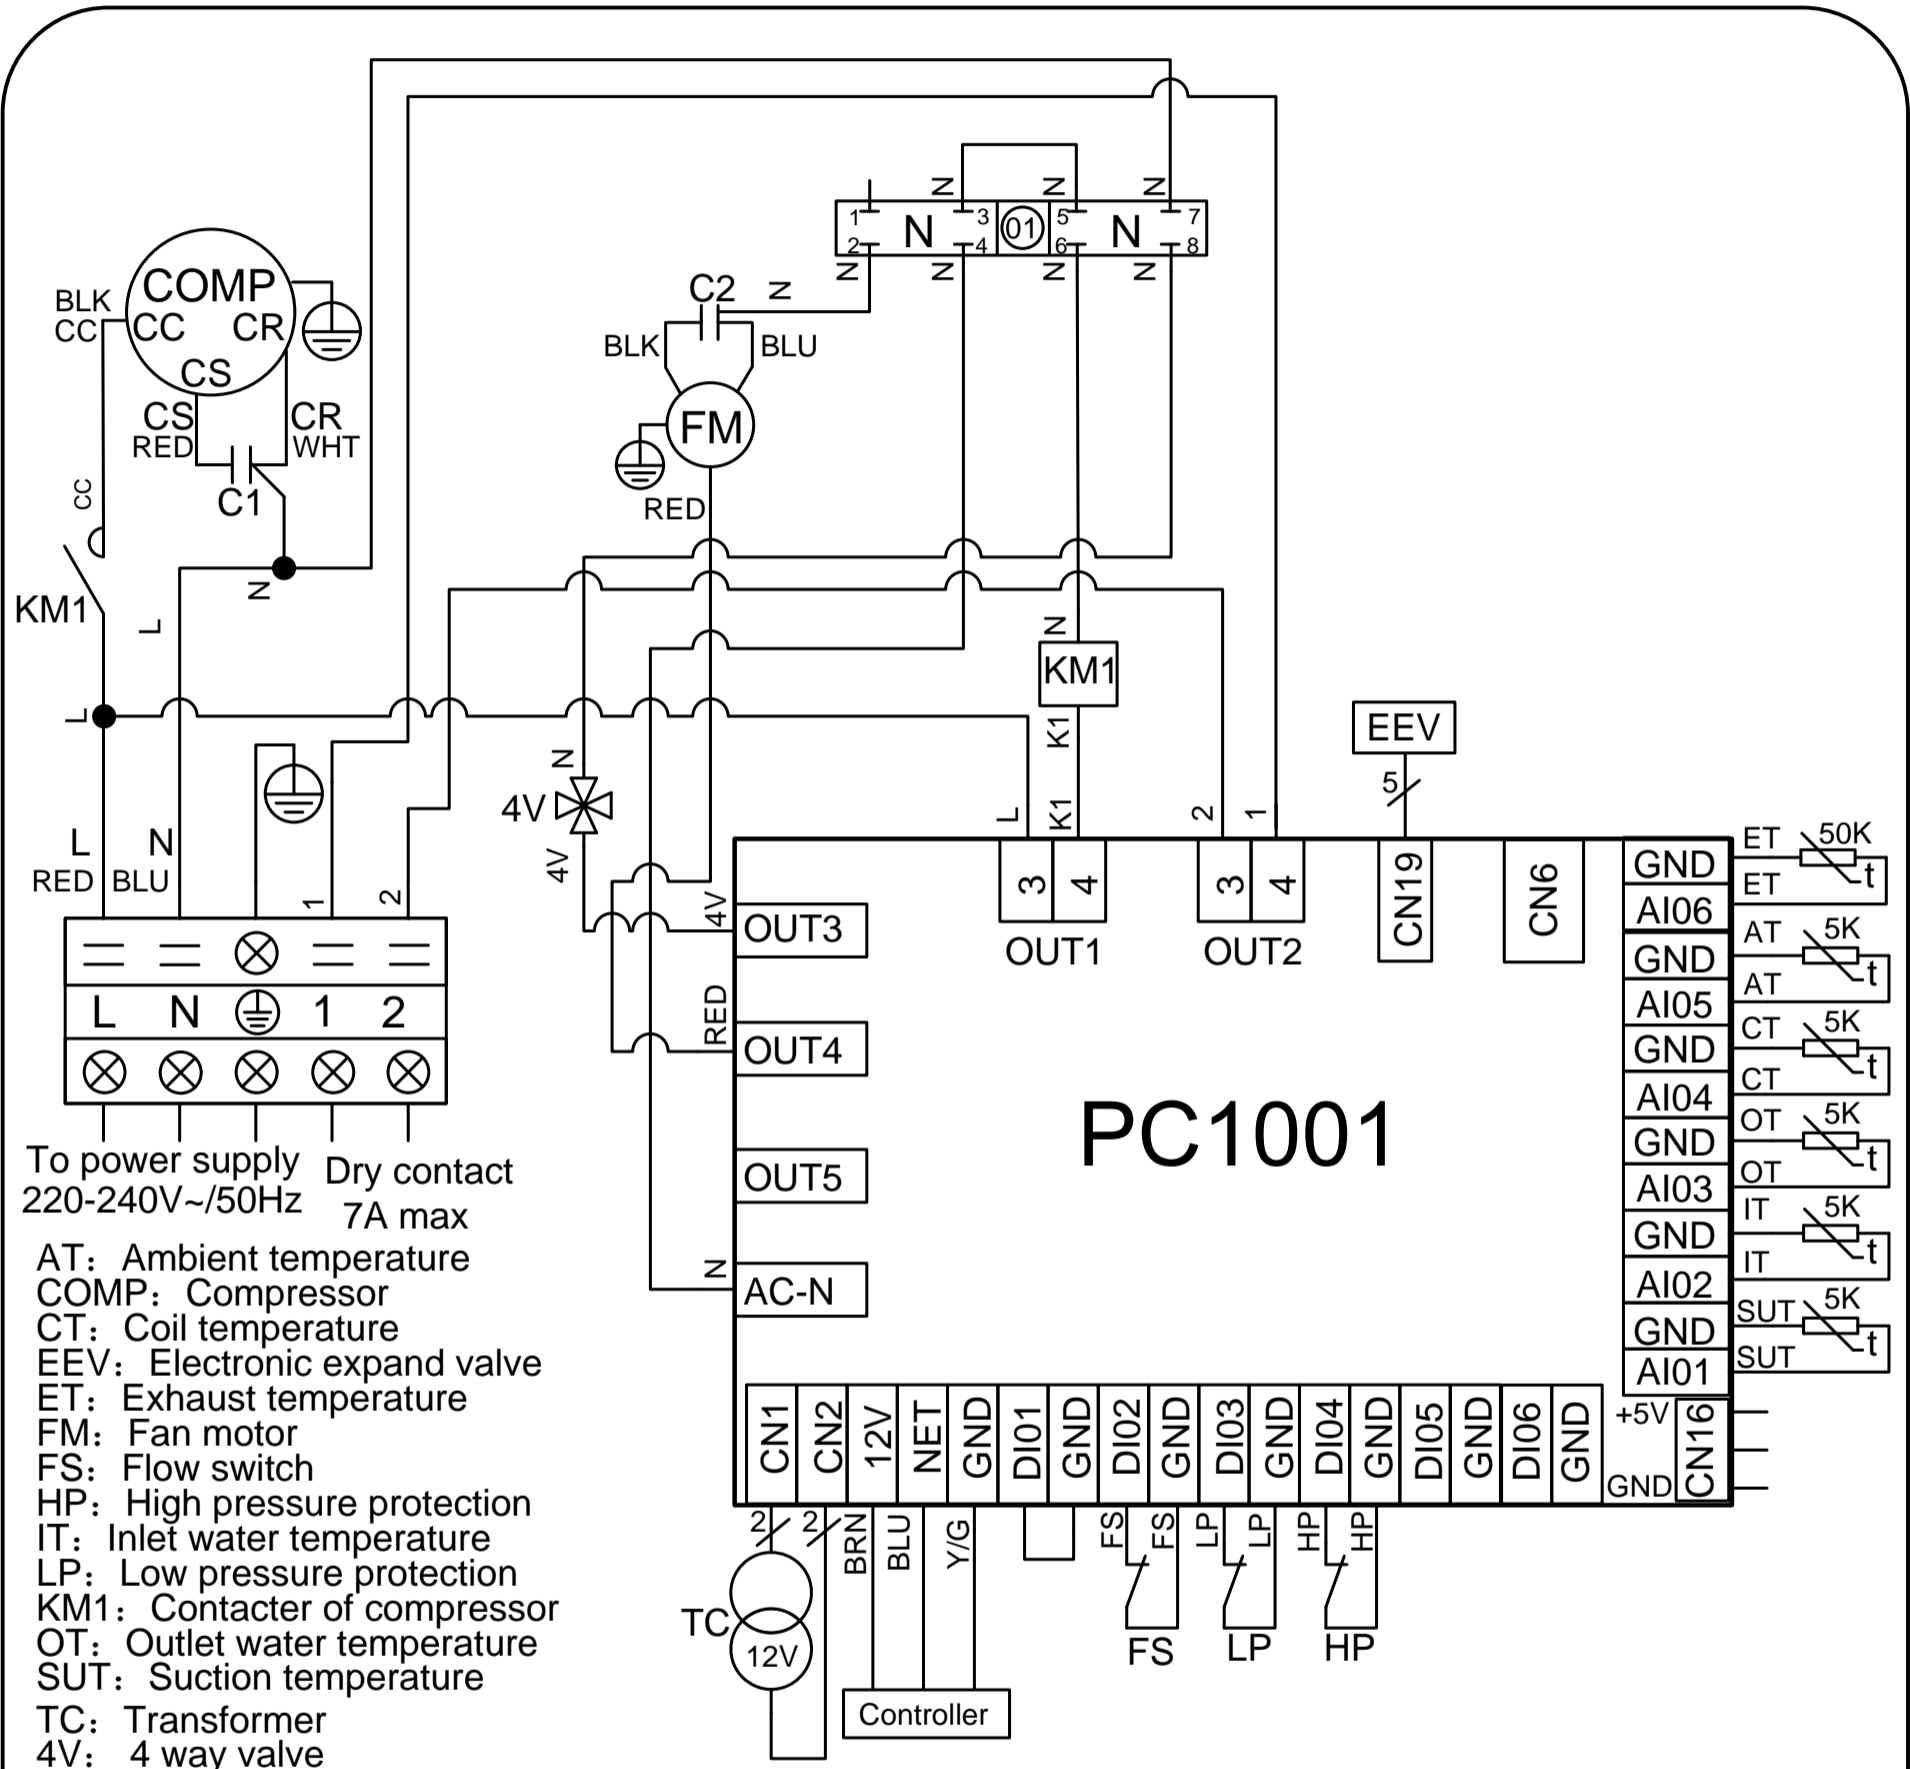 N N N
1 N 3 01 5 N 7
2 4 6 8
N N N N
COMP
BLK
CC CC CR
CS
CS CR
RED WHT
C1
CC
C2 N
BLK BLU
FM
RED
N
KM1
L
L
N
KM1
K1
N
4V
4V
EEV
5
L K1 2 1
L N
RED BLU
1 2
L N 1 2
To power supply
220-240V~/50Hz
Dry contact
7A max
4V OUT3
RED OUT4
OUT5
N AC-N
3 4
OUT1
3 4
OUT2
CN19
CN6
PC1001
GND ET 50K
AI06 ET t
GND AT 5K
AI05 AT t
GND CT 5K
AI04 CT t
GND OT 5K
AI03 OT t
GND IT 5K
AI02 IT t
GND SUT 5K
AI01 SUT t
+5V
GND
CN16
CN1 CN2 12V NET GND DI01 GND DI02 GND DI03 GND DI04 GND DI05 GND DI06 GND
2 2 BRN BLU Y/G FS FS LP LP HP HP
TC
12V
FS LP HP
Controller
AT: Ambient temperature
COMP: Compressor
CT: Coil temperature
EEV: Electronic expand valve
ET: Exhaust temperature
FM: Fan motor
FS: Flow switch
HP: High pressure protection
IT: Inlet water temperature
LP: Low pressure protection
KM1: Contacter of compressor
OT: Outlet water temperature
SUT: Suction temperature
TC: Transformer
4V: 4 way valve